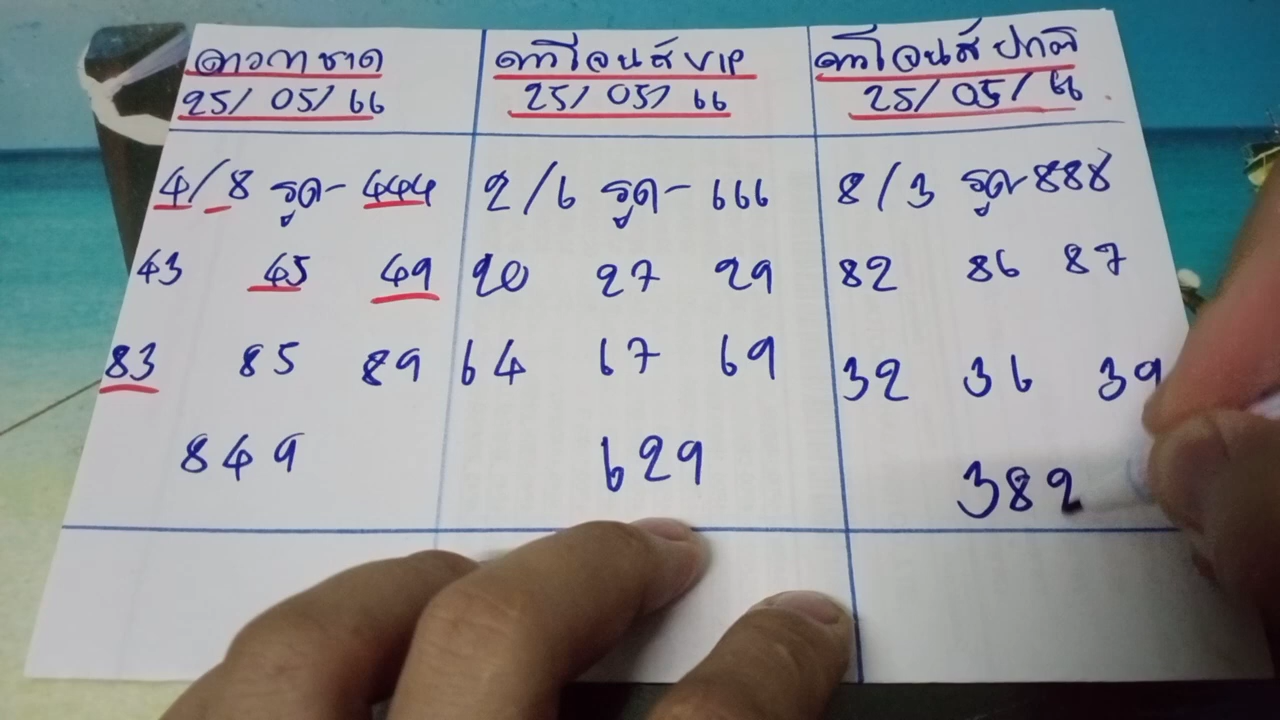 ลาวกาชาด
25/05/66
4/8 รูด-444
43 45 49
83 85 89
849
ดาวโจนส์ VIP
25/05/66
2/6 รูด-666
20 27 29
64 67 69
629
ดาวโจนส์ ปกติ
25/05/66
8/3 รูด-888
82 86 87
32 36 39
382